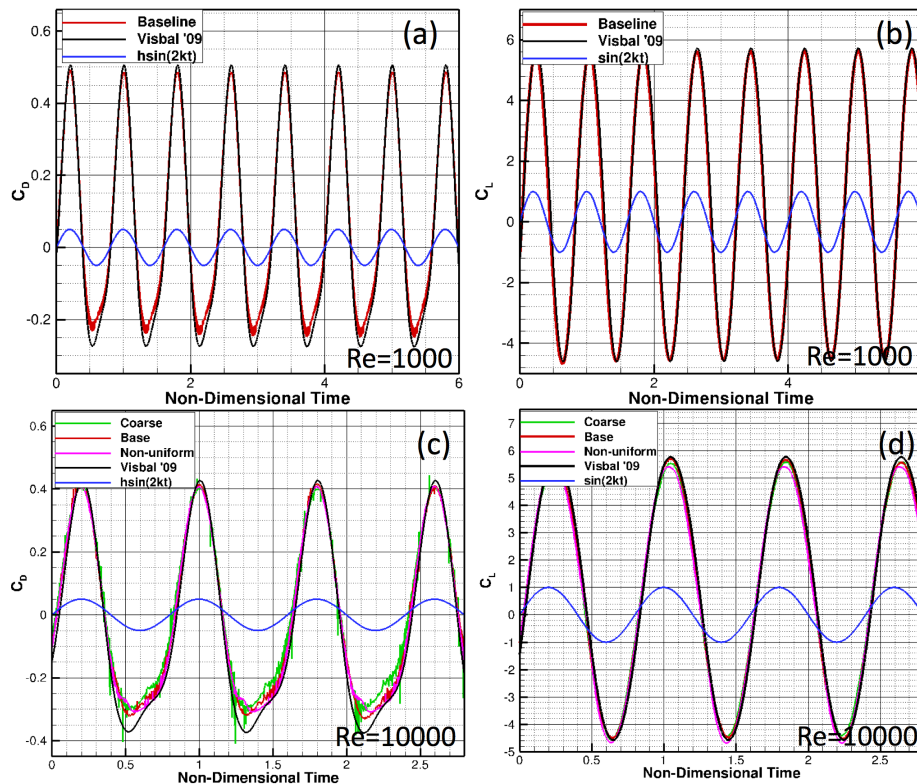 Baseline
Visbal '09
hsin(2kt)
(a)
0.6
0.4
0.2
0
-0.2
C_D
Re=1000
0 2 4 6
Non-Dimensional Time
Baseline
Visbal '09
sin(2kt)
(b)
6
4
2
0
-2
-4
C_L
Re=1000
0 2 4
Non-Dimensional Time
Coarse
Base
Non-uniform
Visbal '09
hsin(2kt)
(c)
0.6
0.4
0.2
0
-0.2
-0.4
C_D
Re=10000
0 0.5 1 1.5 2 2.5
Non-Dimensional Time
Coarse
Base
Non-uniform
Visbal '09
sin(2kt)
(d)
7
6
5
4
3
2
1
0
-1
-2
-3
-4
-5
C_L
Re=10000
0 0.5 1 1.5 2 2.5
Non-Dimensional Time